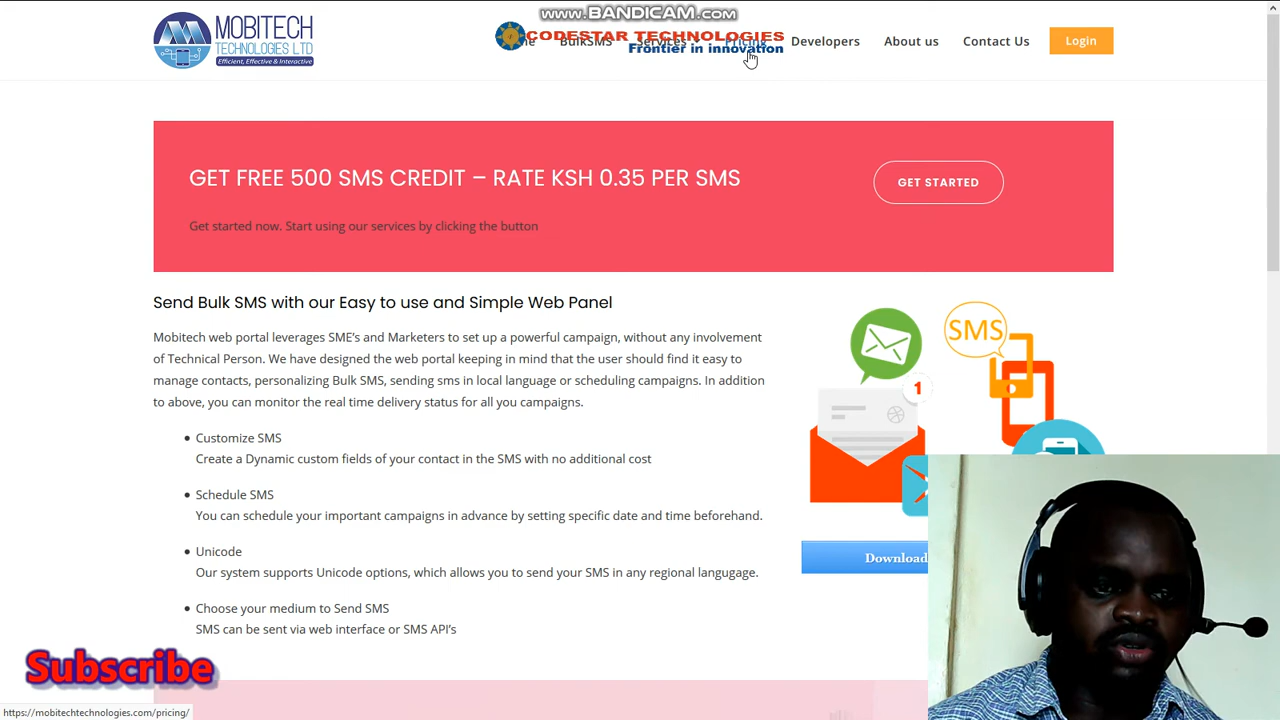 www.BANDICAM.com
MOBITECH
TECHNOLOGIES LTD
Efficient, Effective & Interactive
CODESTAR TECHNOLOGIES
Frontier in innovation
BulkSMS
Services
Pricing
Developers
About us
Contact Us
Login
GET FREE 500 SMS CREDIT – RATE KSH 0.35 PER SMS
GET STARTED
Get started now. Start using our services by clicking the button
Send Bulk SMS with our Easy to use and Simple Web Panel
Mobitech web portal leverages SME's and Marketers to set up a powerful campaign, without any involvement
of Technical Person. We have designed the web portal keeping in mind that the user should find it easy to
manage contacts, personalizing Bulk SMS, sending sms in local language or scheduling campaigns. In addition
to above, you can monitor the real time delivery status for all you campaigns.
SMS
1
Customize SMS
Create a Dynamic custom fields of your contact in the SMS with no additional cost
Schedule SMS
You can schedule your important campaigns in advance by setting specific date and time beforehand.
Unicode
Our system supports Unicode options, which allows you to send your SMS in any regional langugage.
Download
Choose your medium to Send SMS
SMS can be sent via web interface or SMS API's
Subscribe
https://mobitechtechnologies.com/pricing/